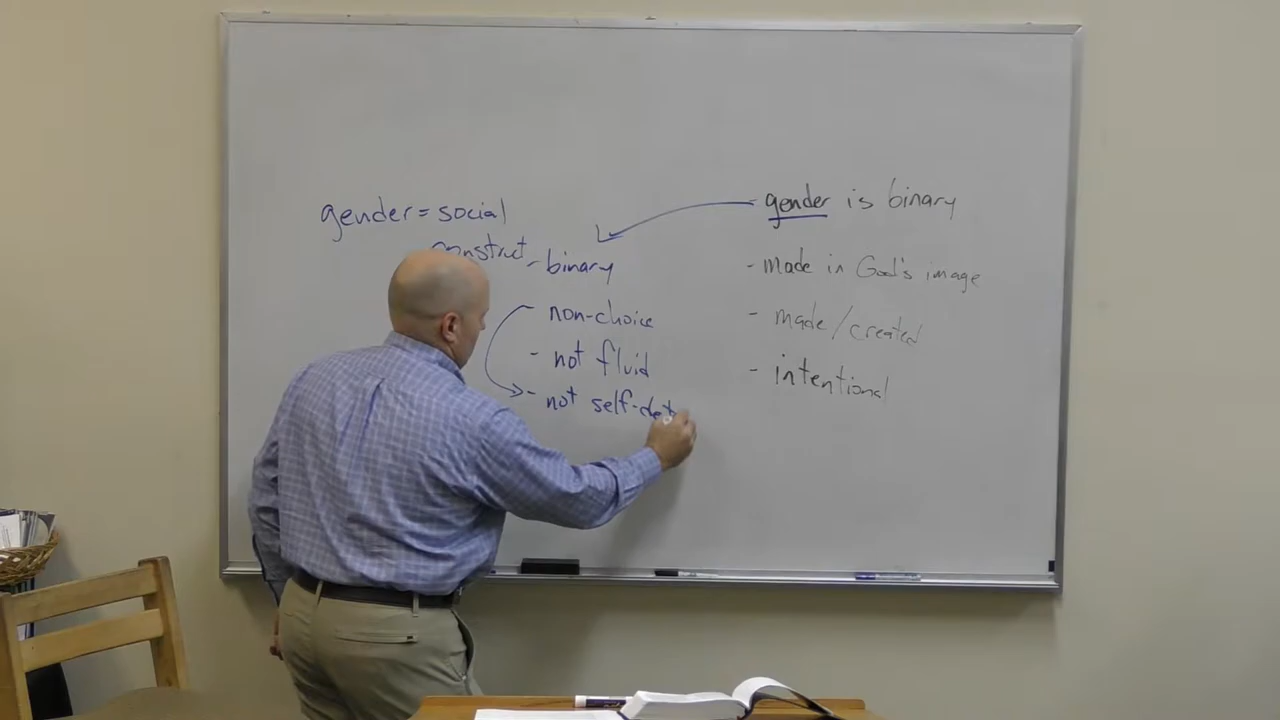 gender = social
construct
- binary
- non-choice
- not fluid
- not self-det
gender is binary
- made in God's image
- made/created
- intentional